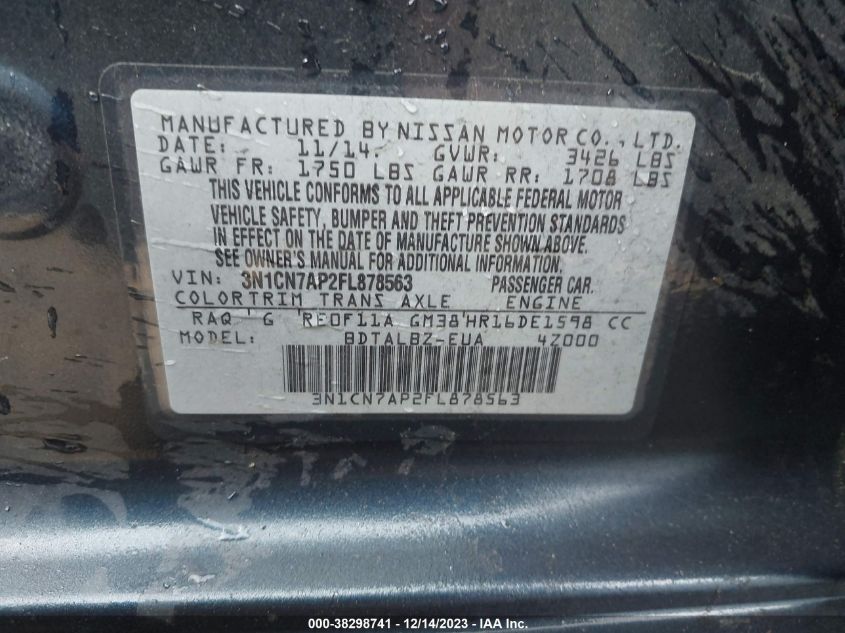 MANUFACTURED BY NISSAN MOTOR CO., LTD.
DATE: 11/14. GVWR: 3426 LBS
GAWR FR: 1750 LBS GAWR RR: 1708 LBS
THIS VEHICLE CONFORMS TO ALL APPLICABLE FEDERAL MOTOR
VEHICLE SAFETY, BUMPER AND THEFT PREVENTION STANDARDS
IN EFFECT ON THE DATE OF MANUFACTURE SHOWN ABOVE.
SEE OWNER'S MANUAL FOR ADDITIONAL INFORMATION.
VIN: 3N1CN7AP2FL878563 PASSENGER CAR.
COLORTRIM TRANS AXLE ENGINE
RAQ G RE0F11A GM38 HR16DE1598 CC
MODEL: BDTALBZ-EUA 4Z000
3N1CN7AP2FL878563
000-38298741 - 12/14/2023 - IAA Inc.